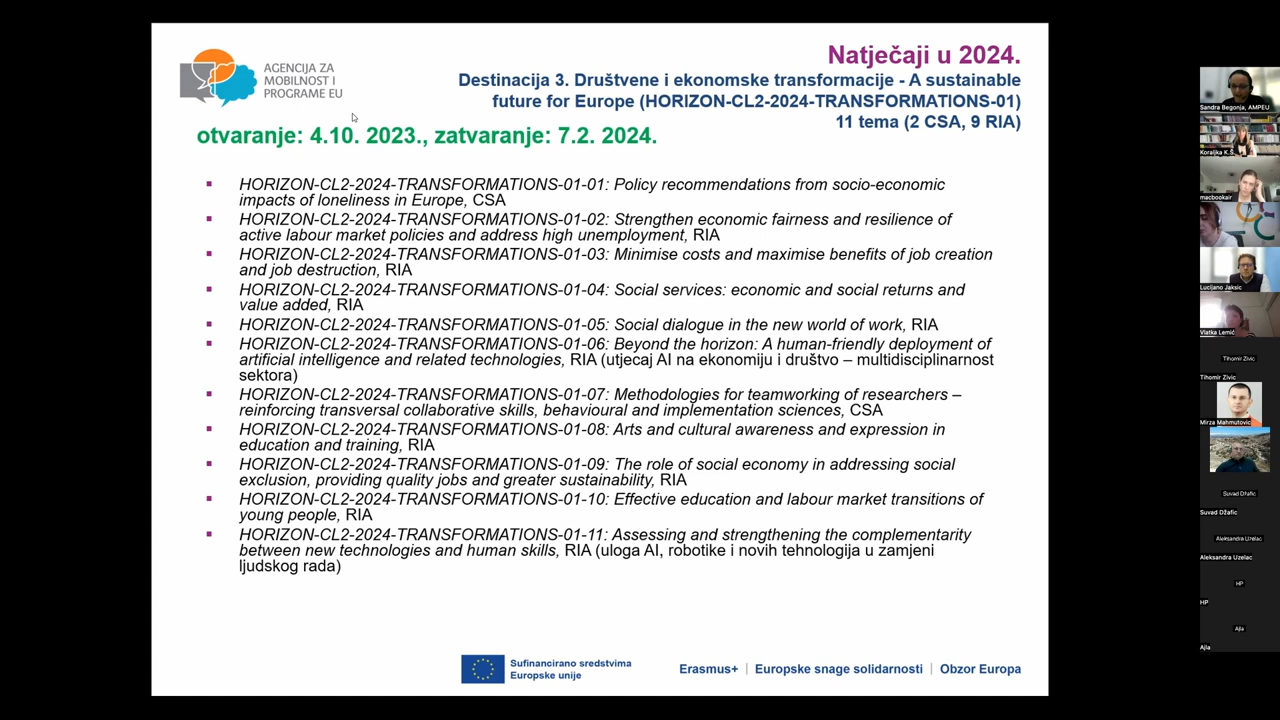 AGENCIJA ZA
MOBILNOST I
PROGRAME EU
Natječaji u 2024.
Destinacija 3. Društvene i ekonomske transformacije - A sustainable
future for Europe (HORIZON-CL2-2024-TRANSFORMATIONS-01)
11 tema (2 CSA, 9 RIA)
otvaranje: 4.10. 2023., zatvaranje: 7.2. 2024.
HORIZON-CL2-2024-TRANSFORMATIONS-01-01: Policy recommendations from socio-economic
impacts of loneliness in Europe, CSA
HORIZON-CL2-2024-TRANSFORMATIONS-01-02: Strengthen economic fairness and resilience of
active labour market policies and address high unemployment, RIA
HORIZON-CL2-2024-TRANSFORMATIONS-01-03: Minimise costs and maximise benefits of job creation
and job destruction, RIA
HORIZON-CL2-2024-TRANSFORMATIONS-01-04: Social services: economic and social returns and
value added, RIA
HORIZON-CL2-2024-TRANSFORMATIONS-01-05: Social dialogue in the new world of work, RIA
HORIZON-CL2-2024-TRANSFORMATIONS-01-06: Beyond the horizon: A human-friendly deployment of
artificial intelligence and related technologies, RIA (utjecaj AI na ekonomiju i društvo – multidisciplinarnost
sektora)
HORIZON-CL2-2024-TRANSFORMATIONS-01-07: Methodologies for teamworking of researchers –
reinforcing transversal collaborative skills, behavioural and implementation sciences, CSA
HORIZON-CL2-2024-TRANSFORMATIONS-01-08: Arts and cultural awareness and expression in
education and training, RIA
HORIZON-CL2-2024-TRANSFORMATIONS-01-09: The role of social economy in addressing social
exclusion, providing quality jobs and greater sustainability, RIA
HORIZON-CL2-2024-TRANSFORMATIONS-01-10: Effective education and labour market transitions of
young people, RIA
HORIZON-CL2-2024-TRANSFORMATIONS-01-11: Assessing and strengthening the complementarity
between new technologies and human skills, RIA (uloga AI, robotike i novih tehnologija u zamjeni
ljudskog rada)
Sufinancirano sredstvima
Europske unije
Erasmus+ | Europske snage solidarnosti | Obzor Europa
Sandra Begonja, AMPEU
Koraljka K.Š.
macbookair
Lucijano Jaksic
Vlatka Lemić
Tihomir Zivic
Tihomir Zivic
Mirza Mahmutovic
Suvad Džafic
Suvad Džafic
Aleksandra Uzelac
Aleksandra Uzelac
HP
HP
Ajla
Ajla